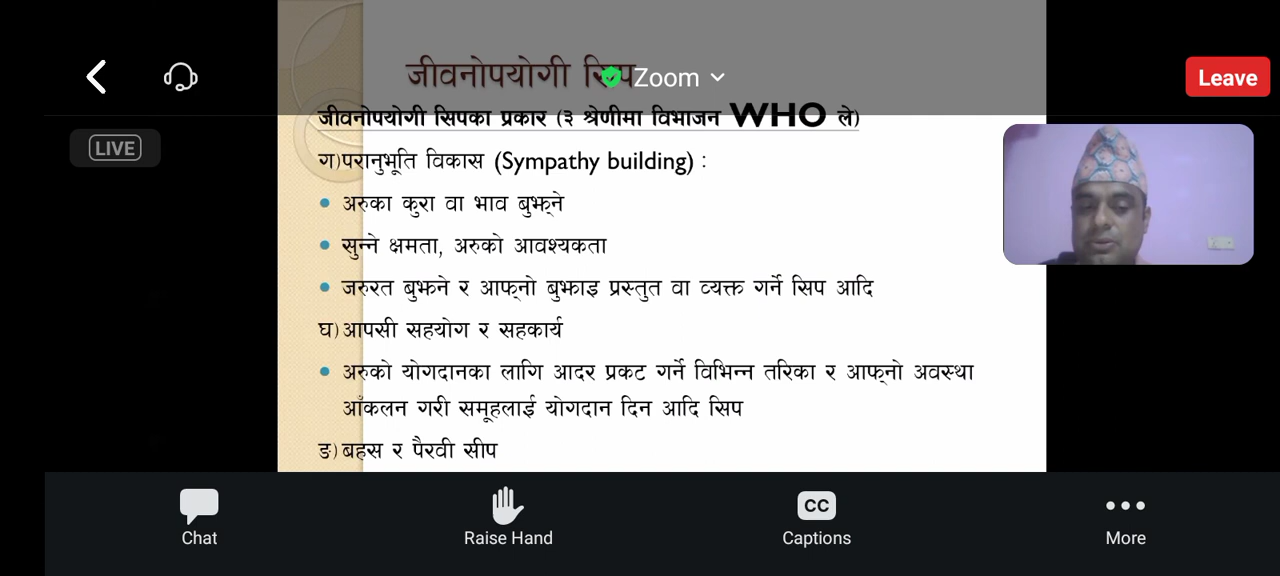 जीवनोपयोगी सिप
Zoom
Leave
जीवनोपयोगी सिपका प्रकार (३ श्रेणीमा विभाजन WHO ले)
LIVE
ग)परानुभूति विकास (Sympathy building) :
अरुका कुरा वा भाव बुझ्ने
सुन्ने क्षमता, अरुको आवश्यकता
जरुरत बुझ्ने र आफ्नो बुझाइ प्रस्तुत वा व्यक्त गर्ने सिप आदि
घ)आपसी सहयोग र सहकार्य
अरुको योगदानका लागि आदर प्रकट गर्ने विभिन्न तरिका र आफ्नो अवस्था
आँकलन गरी समूहलाई योगदान दिन आदि सिप
ङ)बहस र पैरवी सीप
CC
Chat
Raise Hand
Captions
More